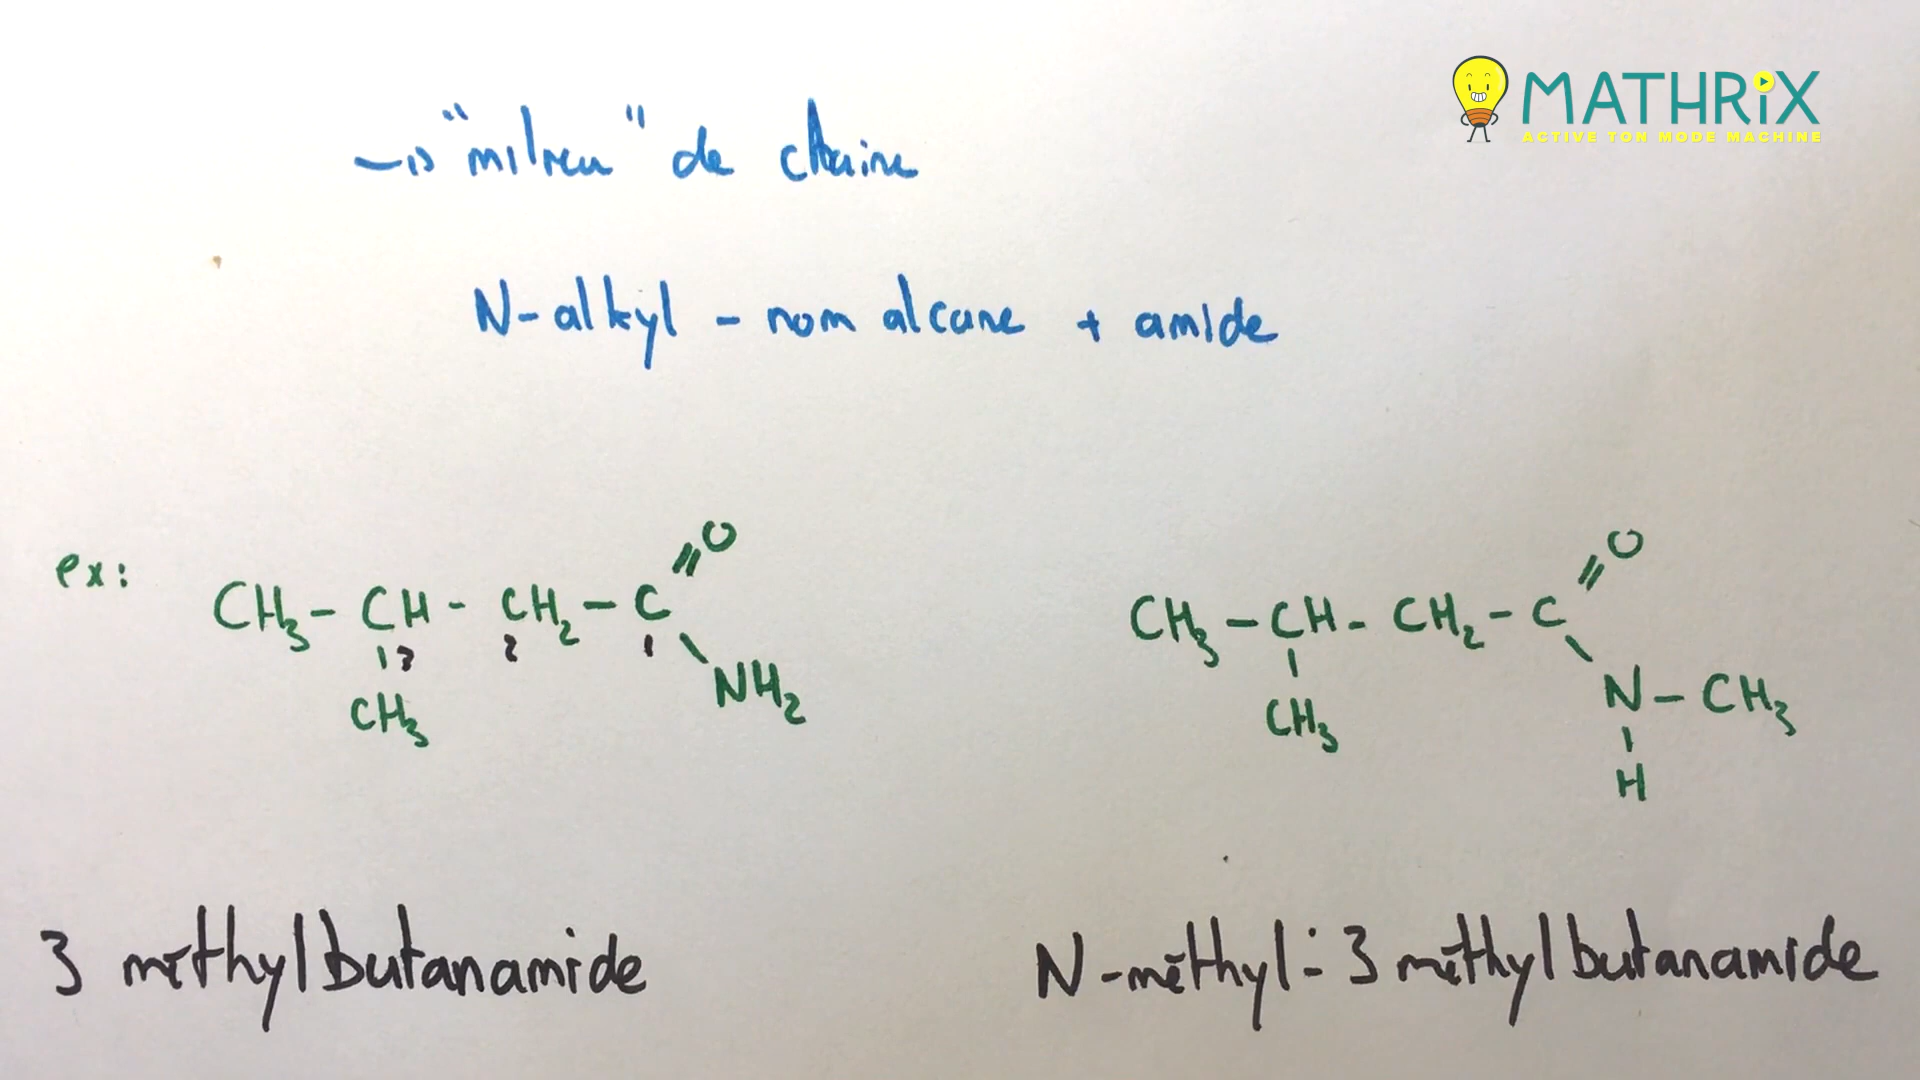 MATHRiX
ACTIVE TON MODE MACHINE
→ "milieu" de chaine
N-alkyl - nom alcane + amide
ex:
CH3 - CH - CH2 - C // O \ NH2
3 2 1
CH3
CH3 - CH - CH2 - C // O \ N - CH3
CH3
H
3 méthylbutanamide
N-méthyl-3 méthylbutanamide